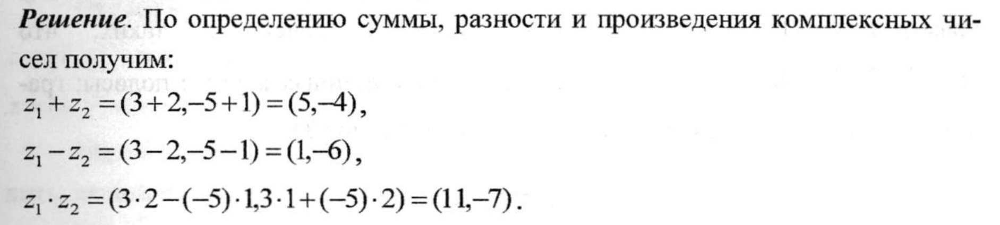 Решение. По определению суммы, разности и произведения комплексных чи-
сел получим:
z₁ + z₂ = (3+2,–5+1) = (5,–4),
z₁ – z₂ = (3–2,–5–1) = (1,–6),
z₁ · z₂ = (3·2–(–5)·1,3·1+(–5)·2) = (11,–7).